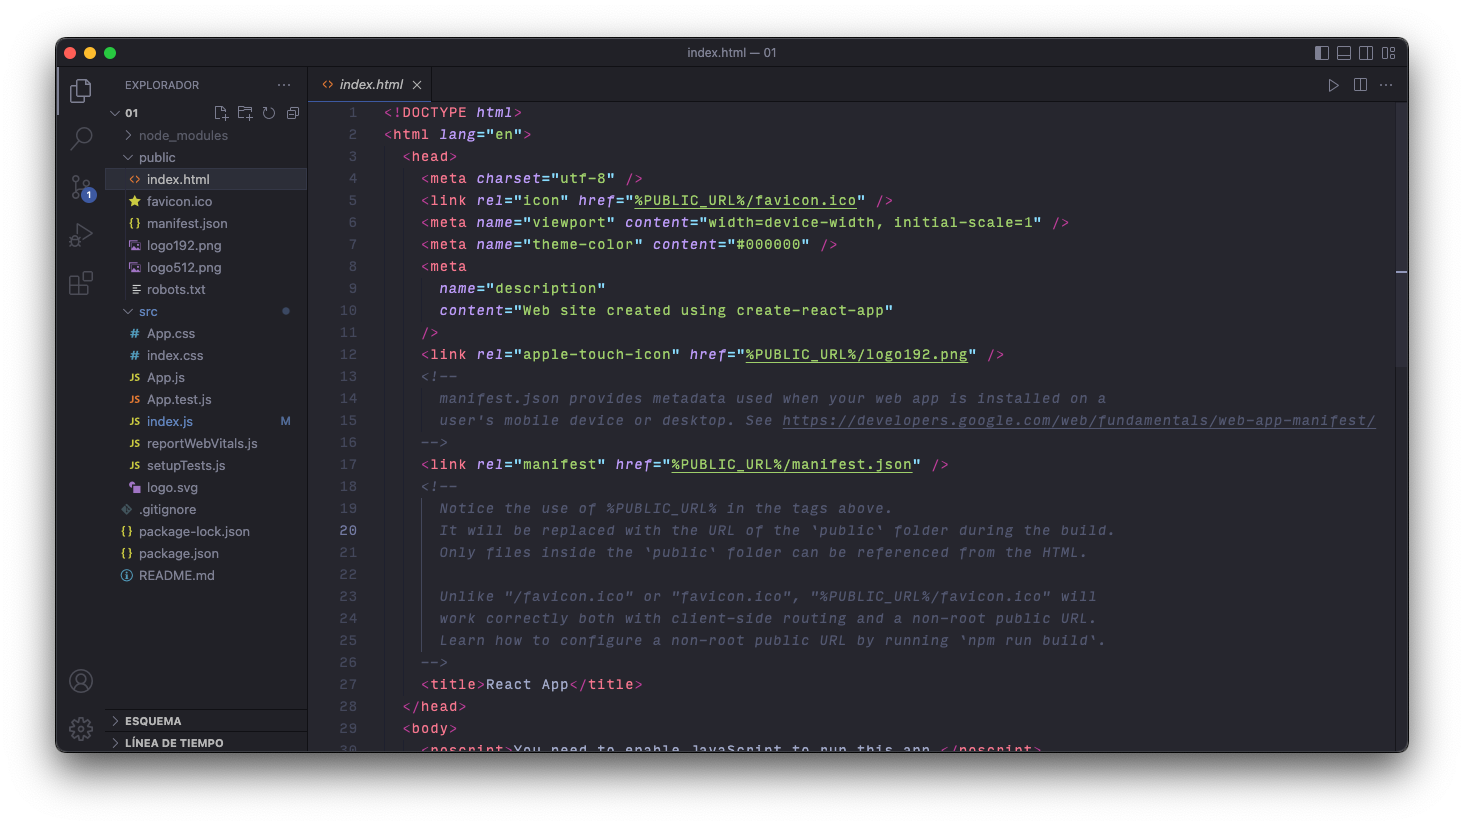 index.html — 01
EXPLORADOR
01
node_modules
public
index.html
favicon.ico
manifest.json
logo192.png
logo512.png
robots.txt
src
App.css
index.css
App.js
App.test.js
index.js M
reportWebVitals.js
setupTests.js
logo.svg
.gitignore
package-lock.json
package.json
README.md
ESQUEMA
LÍNEA DE TIEMPO
1
index.html
1 <!DOCTYPE html>
2 <html lang="en">
3 <head>
4 <meta charset="utf-8" />
5 <link rel="icon" href="%PUBLIC_URL%/favicon.ico" />
6 <meta name="viewport" content="width=device-width, initial-scale=1" />
7 <meta name="theme-color" content="#000000" />
8 <meta
9 name="description"
10 content="Web site created using create-react-app"
11 />
12 <link rel="apple-touch-icon" href="%PUBLIC_URL%/logo192.png" />
13 <!--
14 manifest.json provides metadata used when your web app is installed on a
15 user's mobile device or desktop. See https://developers.google.com/web/fundamentals/web-app-manifest/
16 -->
17 <link rel="manifest" href="%PUBLIC_URL%/manifest.json" />
18 <!--
19 Notice the use of %PUBLIC_URL% in the tags above.
20 It will be replaced with the URL of the `public` folder during the build.
21 Only files inside the `public` folder can be referenced from the HTML.
22
23 Unlike "/favicon.ico" or "favicon.ico", "%PUBLIC_URL%/favicon.ico" will
24 work correctly both with client-side routing and a non-root public URL.
25 Learn how to configure a non-root public URL by running `npm run build`.
26 -->
27 <title>React App</title>
28 </head>
29 <body>
30 <noscript>You need to enable JavaScript to run this app.</noscript>